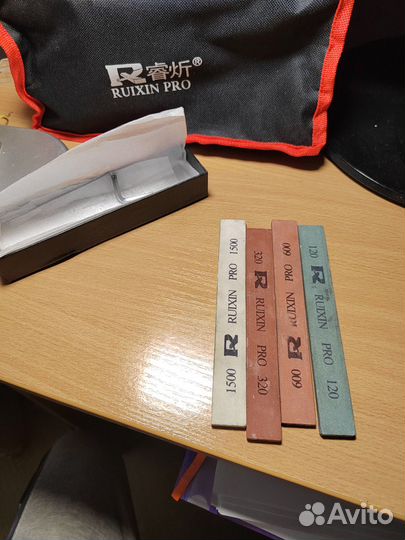 R 睿炘®
RUIXIN PRO
1500 R RUIXIN PRO 1500
320 R RUIXIN PRO 320
600 R RUIXIN PRO 600
120 R RUIXIN PRO 120
Avito